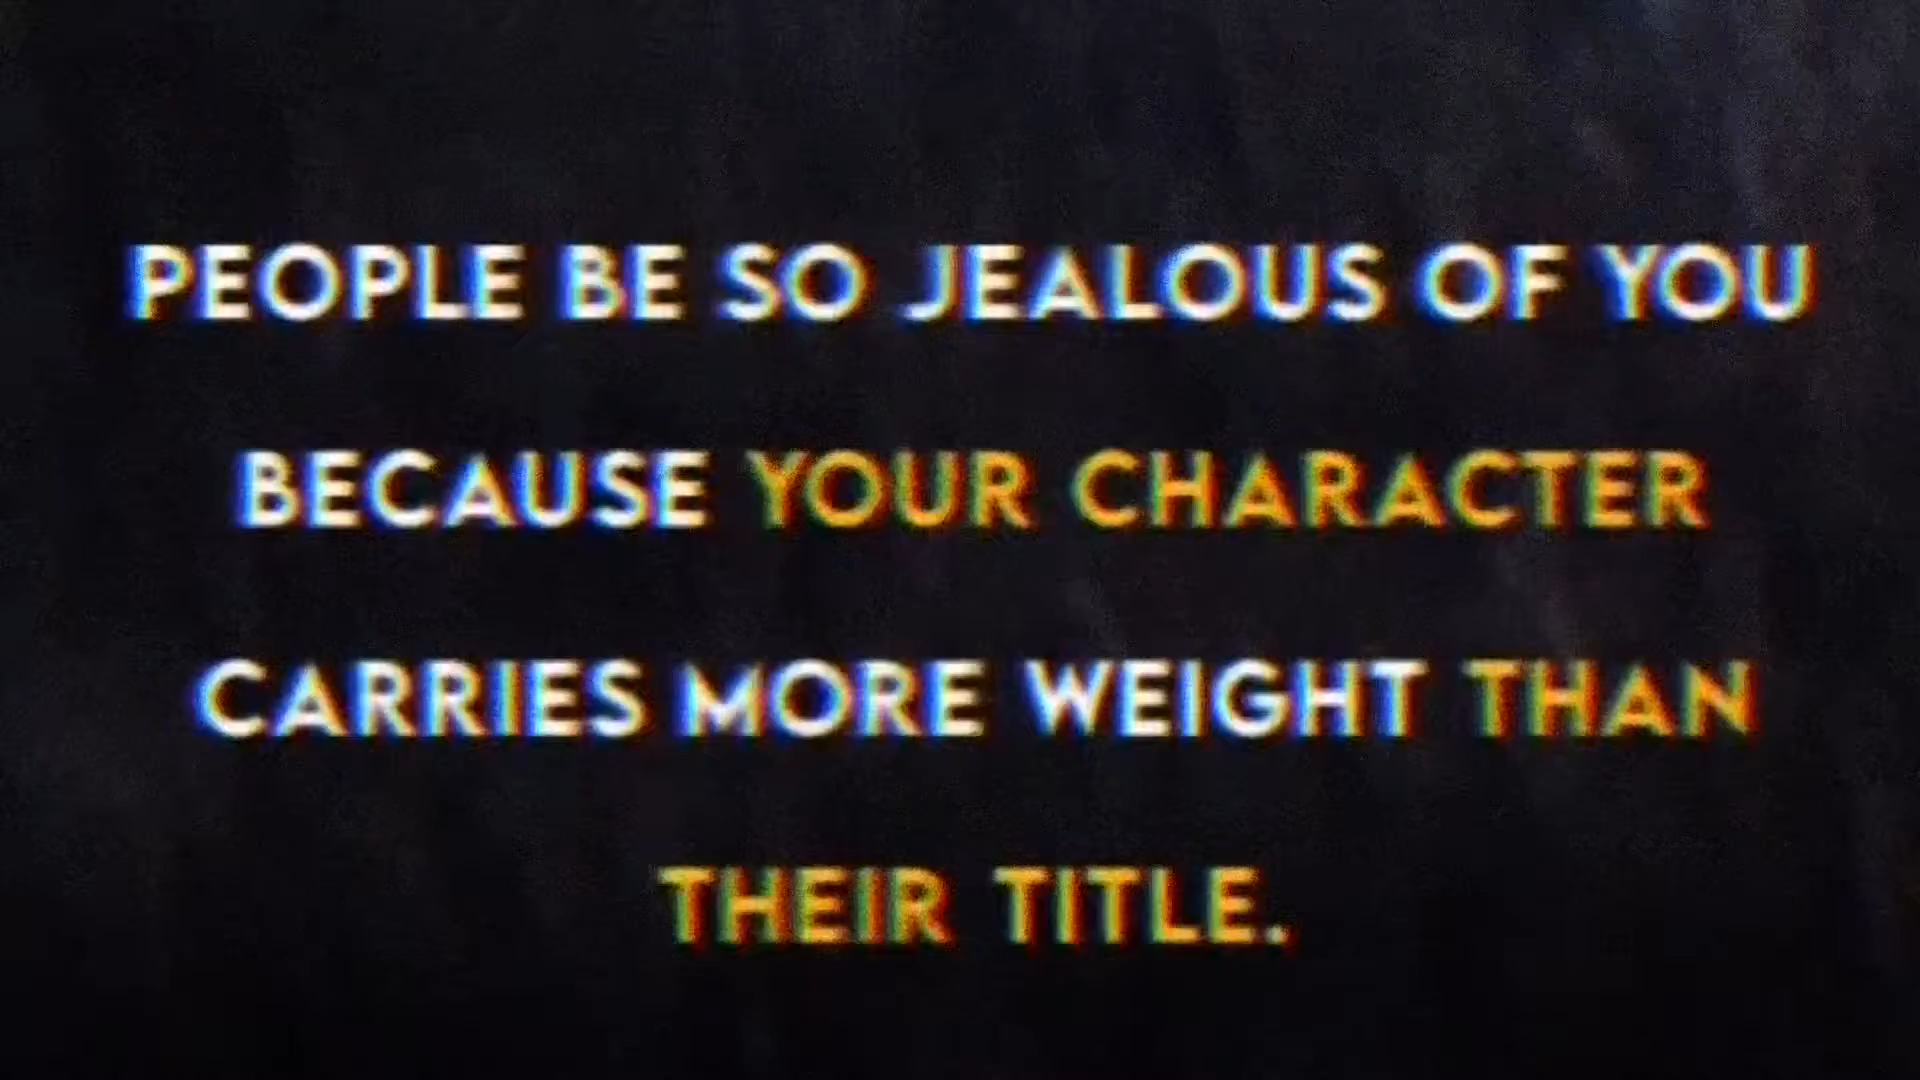 PEOPLE BE SO JEALOUS OF YOU
BECAUSE YOUR CHARACTER
CARRIES MORE WEIGHT THAN
THEIR TITLE.